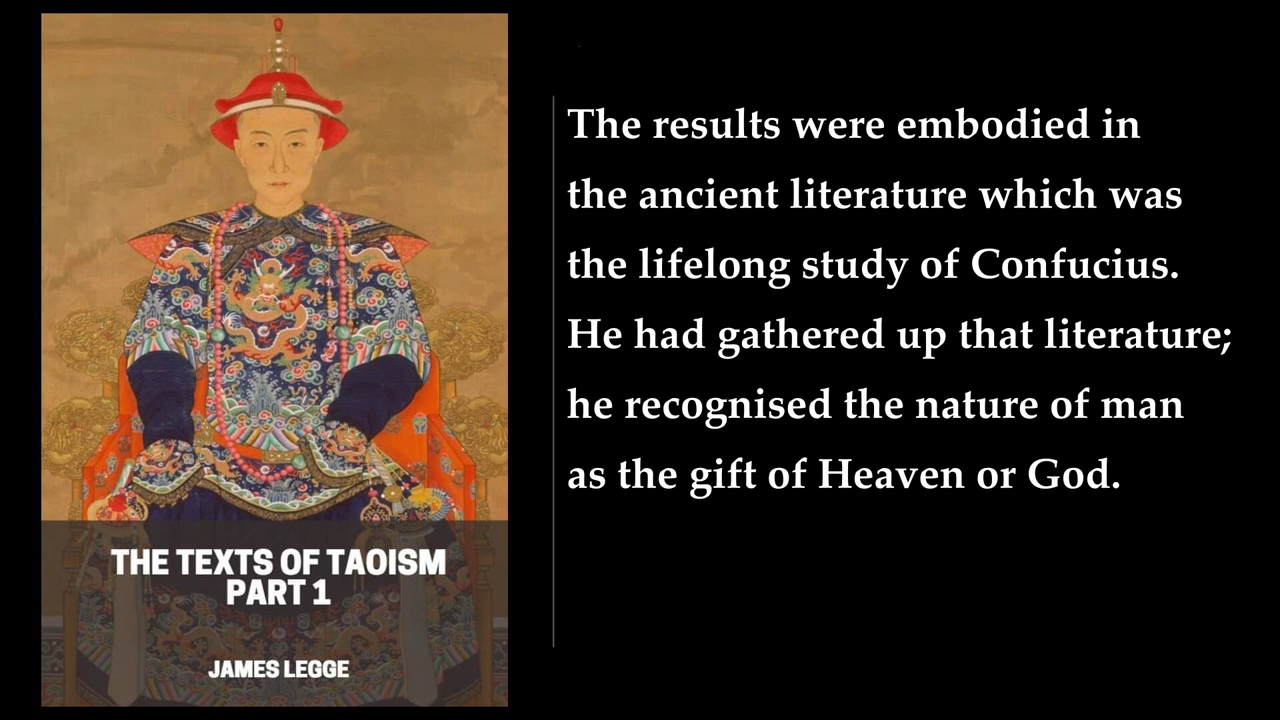 The results were embodied in
the ancient literature which was
the lifelong study of Confucius.
He had gathered up that literature;
he recognised the nature of man
as the gift of Heaven or God.
THE TEXTS OF TAOISM
PART 1
JAMES LEGGE